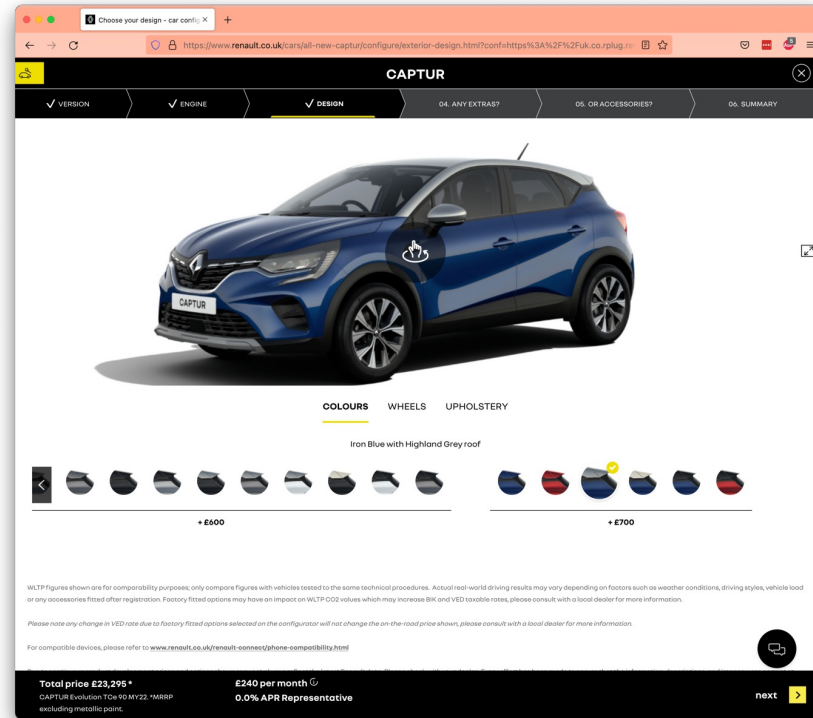 Choose your design - car config
https://www.renault.co.uk/cars/all-new-captur/configure/exterior-design.html?conf=https%3A%2F%2Fuk.co.rplug.re
CAPTUR
VERSION
ENGINE
DESIGN
04. ANY EXTRAS?
05. OR ACCESSORIES?
06. SUMMARY
CAPTUR
COLOURS
WHEELS
UPHOLSTERY
Iron Blue with Highland Grey roof
+ £600
+ £700
WLTP figures shown are for comparability purposes; only compare figures with vehicles tested to the same technical procedures. Actual real-world driving results may vary depending on factors such as weather conditions, driving styles, vehicle load
or any accessories fitted after registration. Factory fitted options may have an impact on WLTP CO2 values which may increase BIK and VED taxable rates, please consult with a local dealer for more information.
Please note any change in VED rate due to factory fitted options selected on the configurator will not change the on-the-road price shown, please consult with a local dealer for more information.
For compatible devices, please refer to www.renault.co.uk/renault-connect/phone-compatibility.html
Total price £23,295 *
CAPTUR Evolution TCe 90 MY22. *MRRP
excluding metallic paint.
£240 per month
0.0% APR Representative
next